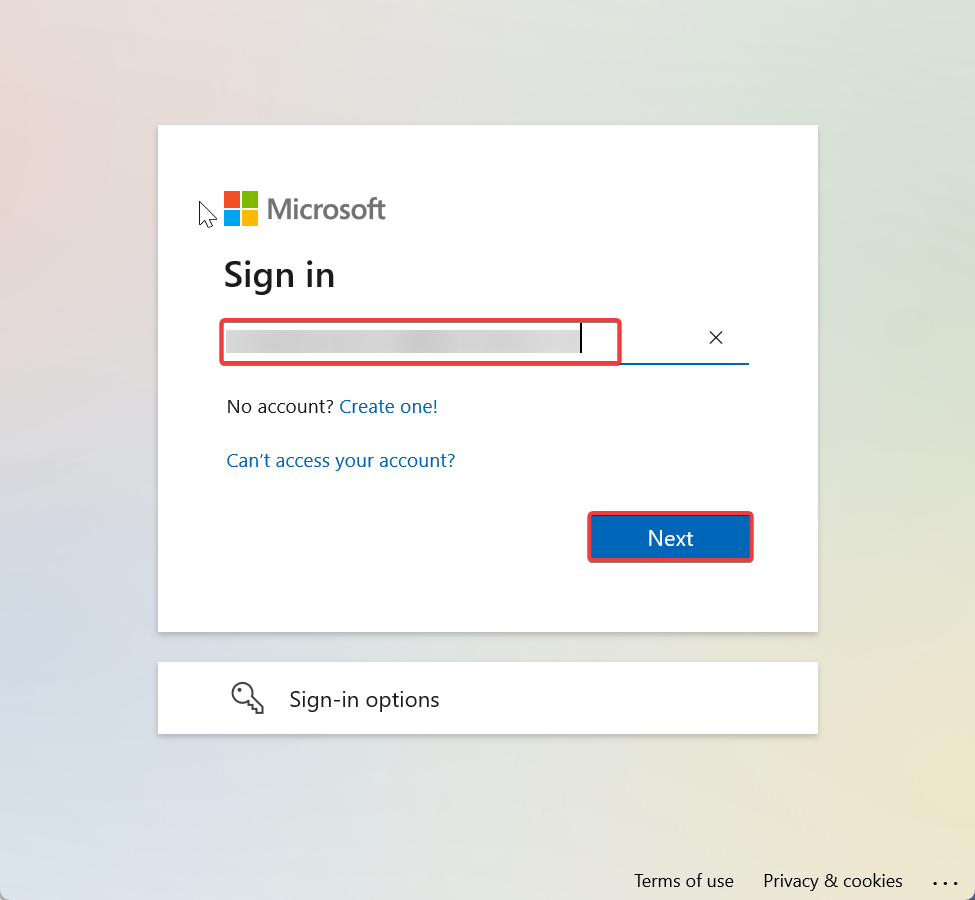 Microsoft
Sign in
No account? Create one!
Can't access your account?
Next
Sign-in options
Terms of use Privacy & cookies ...